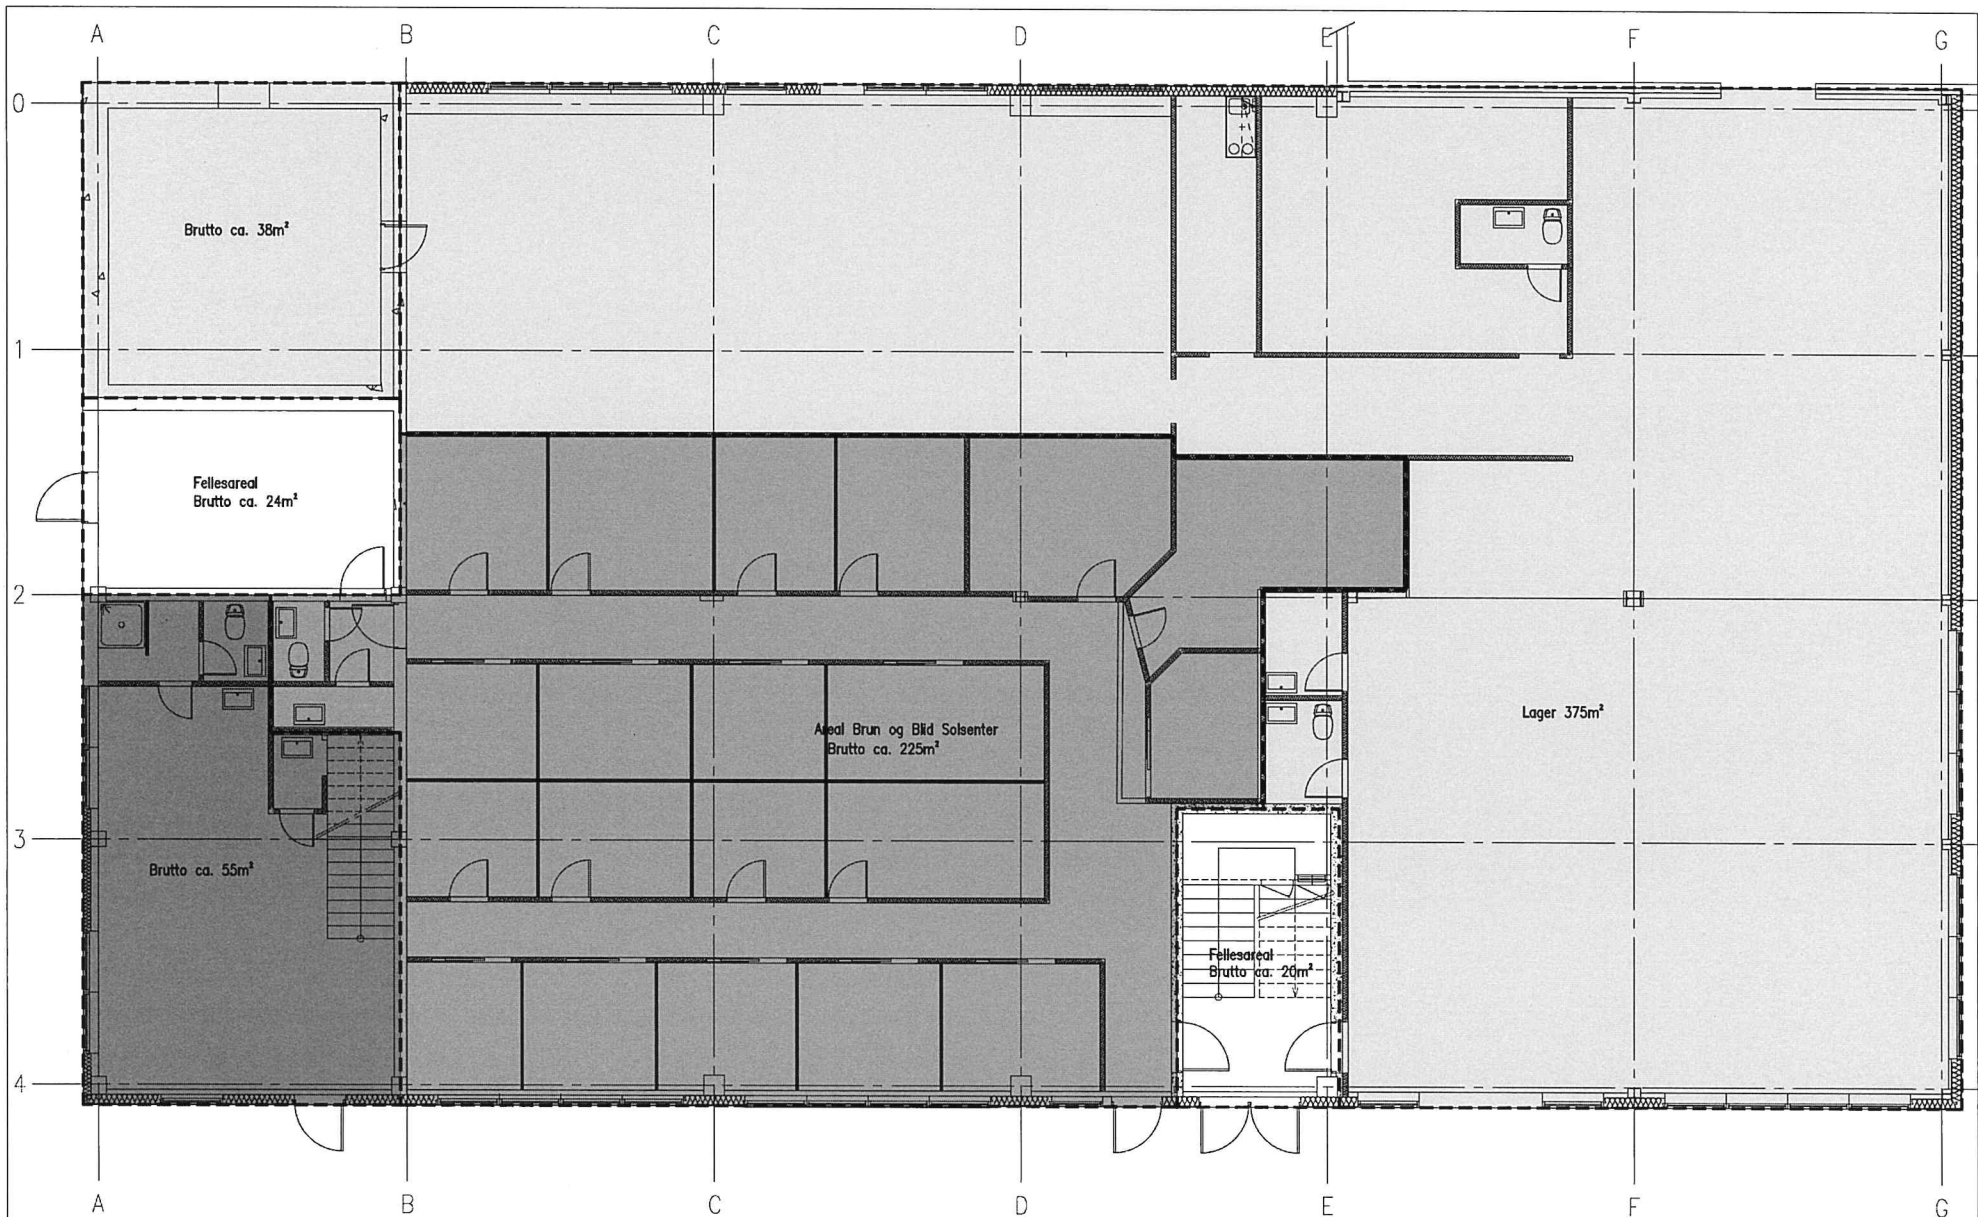 A B C D E F G
0
Brutto ca. 38m²
1
Fellesareal
Brutto ca. 24m²
2
Lager 375m²
Areal Brun og Blid Solsenter
Brutto ca. 225m²
3
Brutto ca. 55m²
Fellesareal
Brutto ca. 20m²
4
A B C D E F G